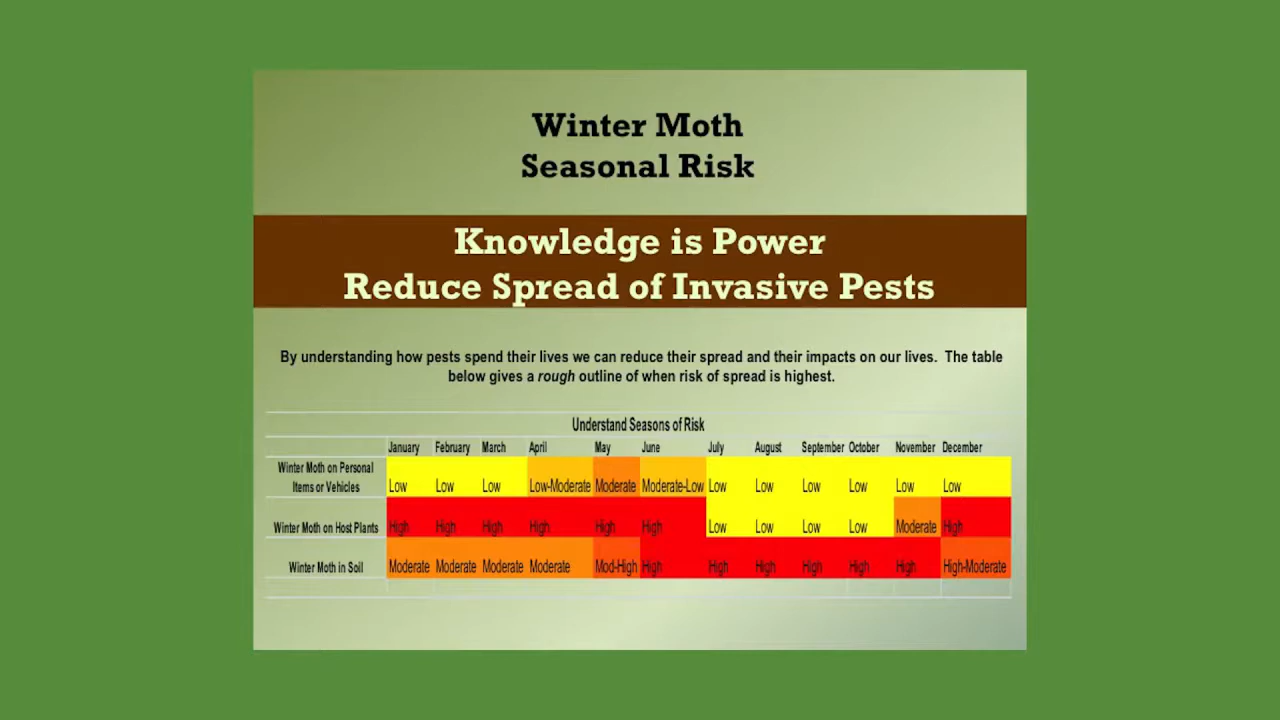 Winter Moth
Seasonal Risk
Knowledge is Power
Reduce Spread of Invasive Pests
By understanding how pests spend their lives we can reduce their spread and their impacts on our lives. The table
below gives a rough outline of when risk of spread is highest.
Understand Seasons of Risk
January February March April May June July August September October November December
Winter Moth on Personal
Items or Vehicles Low Low Low Low-Moderate Moderate Moderate-Low Low Low Low Low Low Low
Winter Moth on Host Plants High High High High High High Low Low Low Low Moderate High
Winter Moth in Soil Moderate Moderate Moderate Moderate Mod-High High High High High High High High-Moderate